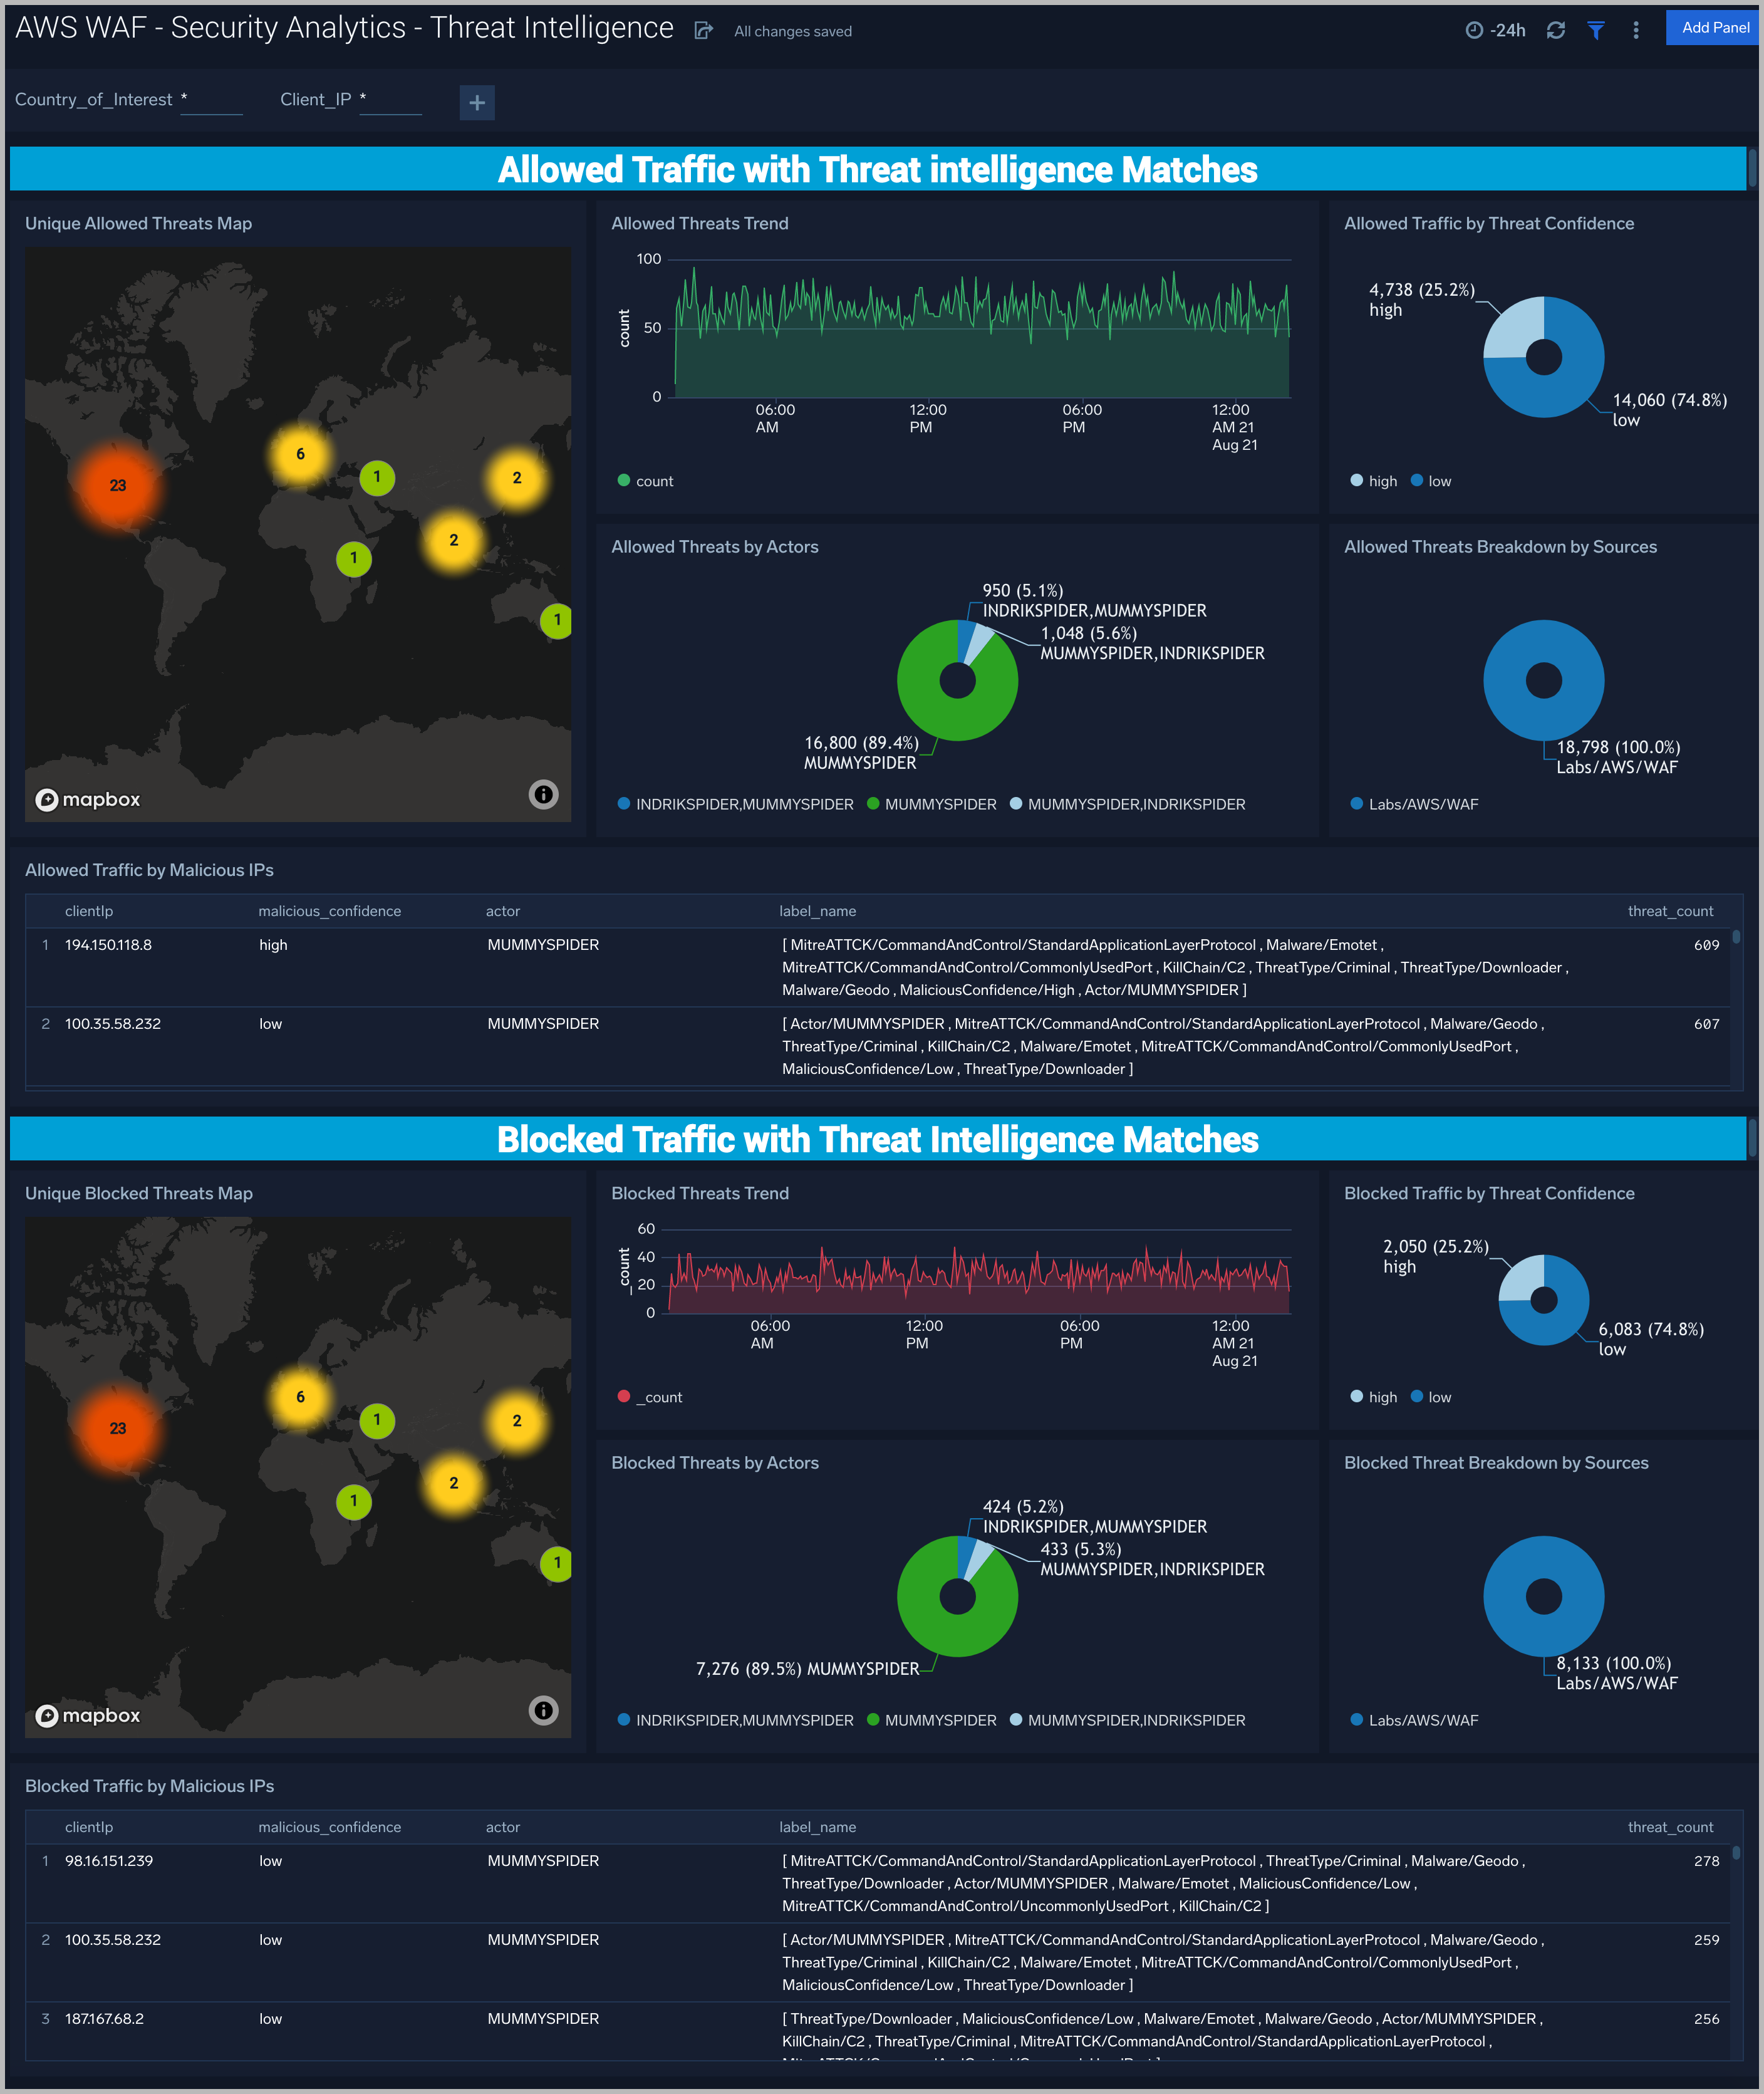 AWS WAF - Security Analytics - Threat Intelligence
All changes saved
-24h
Add Panel
Country_of_Interest *
Client_IP *
Allowed Traffic with Threat intelligence Matches
Unique Allowed Threats Map
23
6
1
2
2
1
1
mapbox
Allowed Threats Trend
100
50
0
count
06:00
AM
12:00
PM
06:00
PM
12:00
AM 21
Aug 21
count
Allowed Traffic by Threat Confidence
4,738 (25.2%)
high
14,060 (74.8%)
low
high low
Allowed Threats by Actors
950 (5.1%)
INDRIKSPIDER,MUMMYSPIDER
1,048 (5.6%)
MUMMYSPIDER,INDRIKSPIDER
16,800 (89.4%)
MUMMYSPIDER
INDRIKSPIDER,MUMMYSPIDER MUMMYSPIDER MUMMYSPIDER,INDRIKSPIDER
Allowed Threats Breakdown by Sources
18,798 (100.0%)
Labs/AWS/WAF
Labs/AWS/WAF
Allowed Traffic by Malicious IPs
clientIp malicious_confidence actor label_name threat_count
1 194.150.118.8 high MUMMYSPIDER [ MitreATTCK/CommandAndControl/StandardApplicationLayerProtocol , Malware/Emotet , 609
MitreATTCK/CommandAndControl/CommonlyUsedPort , KillChain/C2 , ThreatType/Criminal , ThreatType/Downloader ,
Malware/Geodo , MaliciousConfidence/High , Actor/MUMMYSPIDER ]
2 100.35.58.232 low MUMMYSPIDER [ Actor/MUMMYSPIDER , MitreATTCK/CommandAndControl/StandardApplicationLayerProtocol , Malware/Geodo , 607
ThreatType/Criminal , KillChain/C2 , Malware/Emotet , MitreATTCK/CommandAndControl/CommonlyUsedPort ,
MaliciousConfidence/Low , ThreatType/Downloader ]
Blocked Traffic with Threat Intelligence Matches
Unique Blocked Threats Map
23
6
1
2
2
1
1
mapbox
Blocked Threats Trend
60
40
20
0
_count
06:00
AM
12:00
PM
06:00
PM
12:00
AM 21
Aug 21
_count
Blocked Traffic by Threat Confidence
2,050 (25.2%)
high
6,083 (74.8%)
low
high low
Blocked Threats by Actors
424 (5.2%)
INDRIKSPIDER,MUMMYSPIDER
433 (5.3%)
MUMMYSPIDER,INDRIKSPIDER
7,276 (89.5%) MUMMYSPIDER
INDRIKSPIDER,MUMMYSPIDER MUMMYSPIDER MUMMYSPIDER,INDRIKSPIDER
Blocked Threat Breakdown by Sources
8,133 (100.0%)
Labs/AWS/WAF
Labs/AWS/WAF
Blocked Traffic by Malicious IPs
clientIp malicious_confidence actor label_name threat_count
1 98.16.151.239 low MUMMYSPIDER [ MitreATTCK/CommandAndControl/StandardApplicationLayerProtocol , ThreatType/Criminal , Malware/Geodo , 278
ThreatType/Downloader , Actor/MUMMYSPIDER , Malware/Emotet , MaliciousConfidence/Low ,
MitreATTCK/CommandAndControl/UncommonlyUsedPort , KillChain/C2 ]
2 100.35.58.232 low MUMMYSPIDER [ Actor/MUMMYSPIDER , MitreATTCK/CommandAndControl/StandardApplicationLayerProtocol , Malware/Geodo , 259
ThreatType/Criminal , KillChain/C2 , Malware/Emotet , MitreATTCK/CommandAndControl/CommonlyUsedPort ,
MaliciousConfidence/Low , ThreatType/Downloader ]
3 187.167.68.2 low MUMMYSPIDER [ ThreatType/Downloader , MaliciousConfidence/Low , Malware/Emotet , Malware/Geodo , Actor/MUMMYSPIDER , 256
KillChain/C2 , ThreatType/Criminal , MitreATTCK/CommandAndControl/StandardApplicationLayerProtocol ,